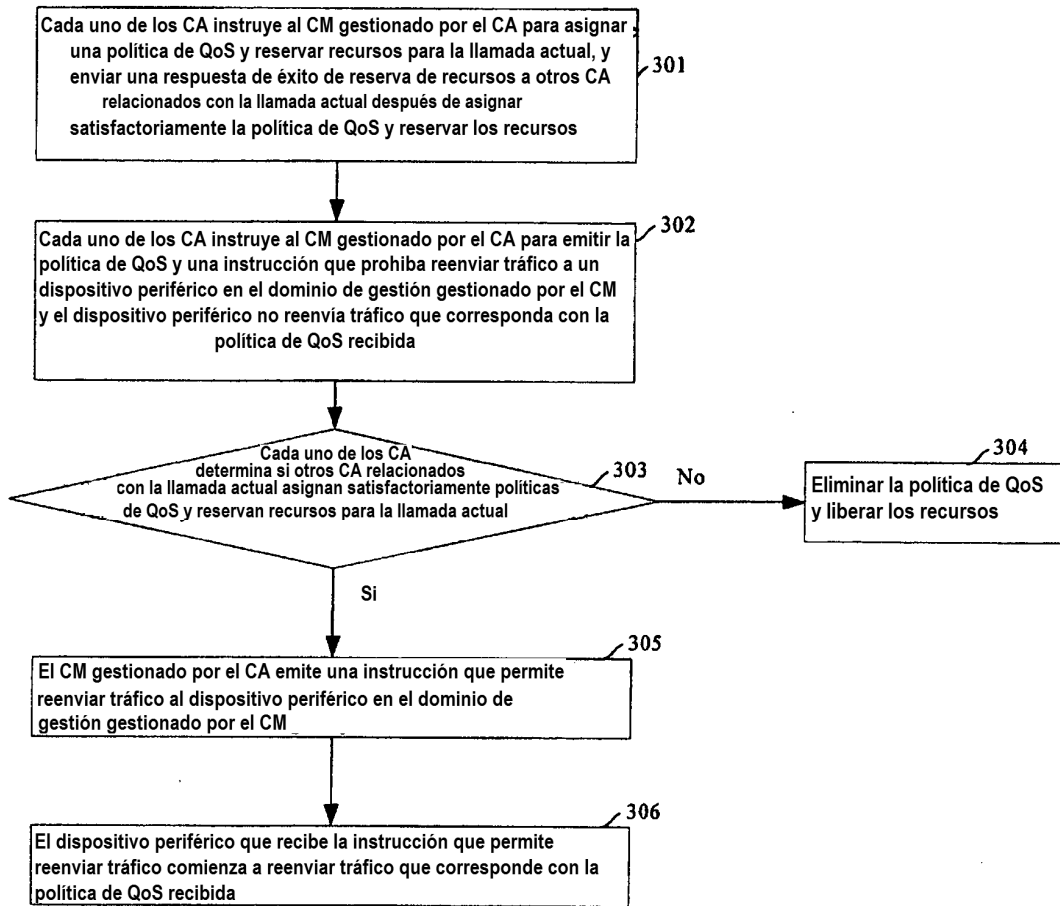 Cada uno de los CA instruye al CM gestionado por el CA para asignar
una política de QoS y reservar recursos para la llamada actual, y
enviar una respuesta de éxito de reserva de recursos a otros CA
relacionados con la llamada actual después de asignar
satisfactoriamente la política de QoS y reservar los recursos
301
Cada uno de los CA instruye al CM gestionado por el CA para emitir la
política de QoS y una instrucción que prohiba reenviar tráfico a un
dispositivo periférico en el dominio de gestión gestionado por el CM
y el dispositivo periférico no reenvía tráfico que corresponda con la
política de QoS recibida
302
Cada uno de los CA
determina si otros CA relacionados
con la llamada actual asignan satisfactoriamente políticas
de QoS y reservan recursos para la llamada actual
303
No
304
Eliminar la política de QoS
y liberar los recursos
Si
305
El CM gestionado por el CA emite una instrucción que permite
reenviar tráfico al dispositivo periférico en el dominio de
gestión gestionado por el CM
306
El dispositivo periférico que recibe la instrucción que permite
reenviar tráfico comienza a reenviar tráfico que corresponde con la
política de QoS recibida